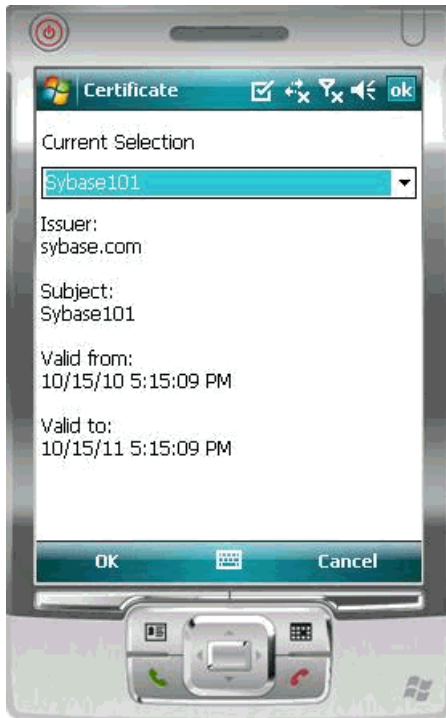 Certificate
ok
Current Selection
Sybase101
Issuer:
sybase.com
Subject:
Sybase101
Valid from:
10/15/10 5:15:09 PM
Valid to:
10/15/11 5:15:09 PM
OK
Cancel